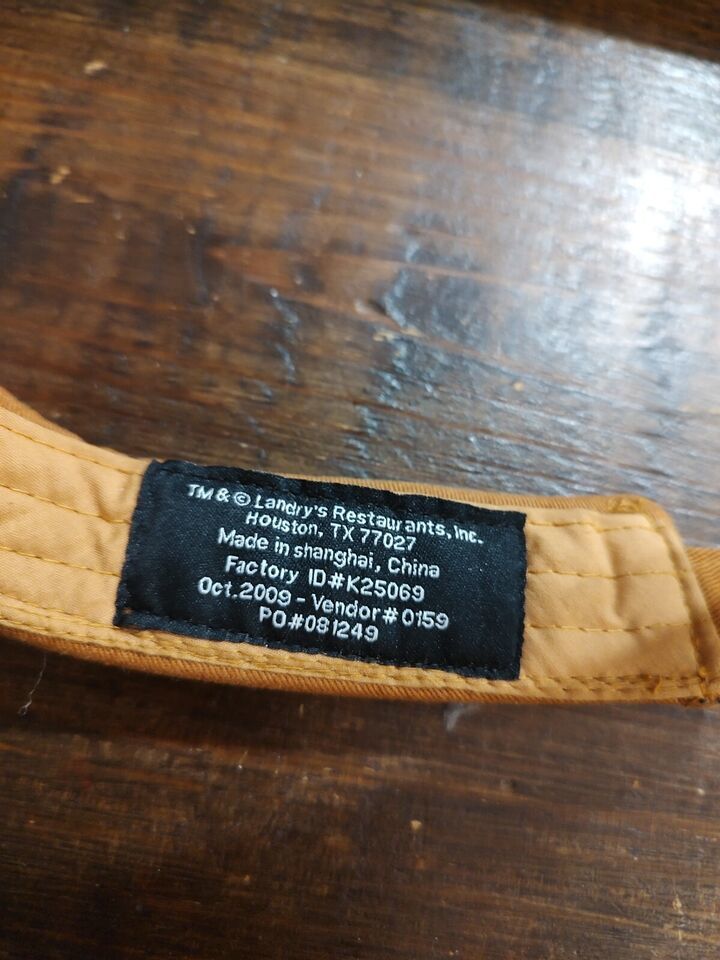 TM & © Landry's Restaurants, Inc.
Houston, TX 77027
Made in shanghai, China
Factory ID#K25069
Oct.2009 - Vendor#0159
PO#081249